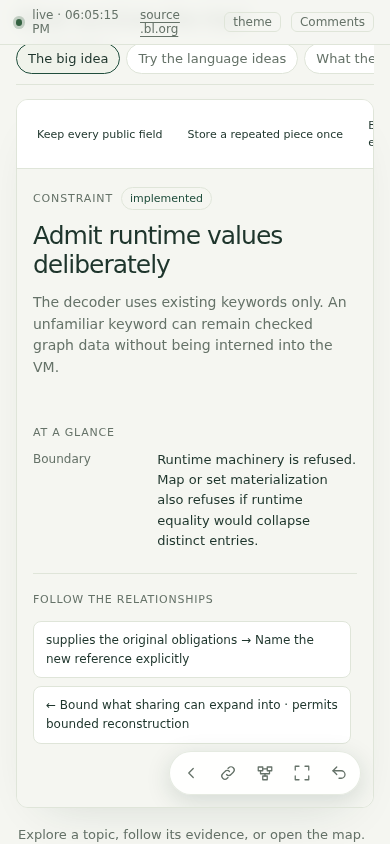 live · 06:05:15 PM
source .bl.org
theme
Comments
The big idea
Try the language ideas
What the
Keep every public field
Store a repeated piece once
CONSTRAINT
implemented
Admit runtime values
deliberately
The decoder uses existing keywords only. An
unfamiliar keyword can remain checked
graph data without being interned into the
VM.
AT A GLANCE
Boundary
Runtime machinery is refused.
Map or set materialization
also refuses if runtime
equality would collapse
distinct entries.
FOLLOW THE RELATIONSHIPS
supplies the original obligations → Name the
new reference explicitly
← Bound what sharing can expand into · permits
bounded reconstruction
Explore a topic, follow its evidence, or open the map.